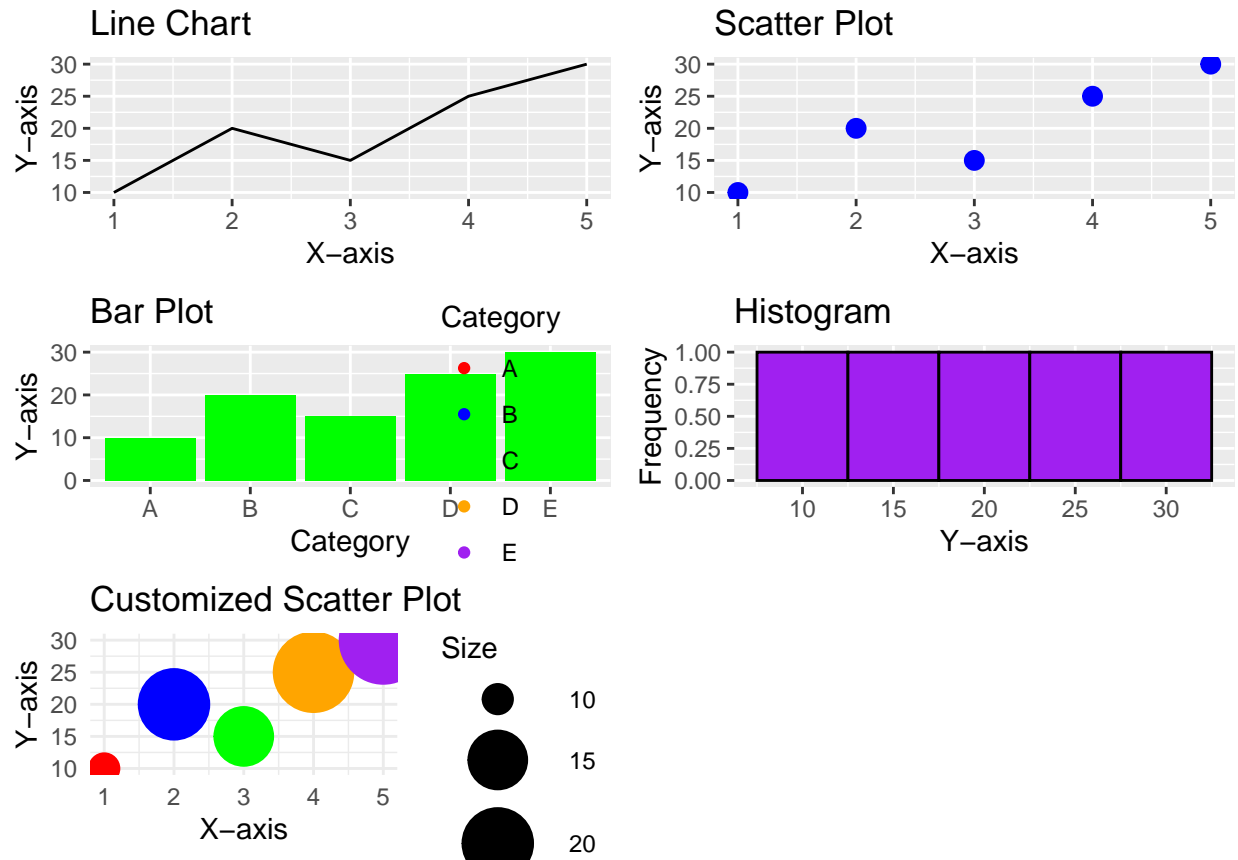 Line Chart
Y−axis
30
25
20
15
10
1 2 3 4 5
X−axis
Scatter Plot
Y−axis
30
25
20
15
10
1 2 3 4 5
X−axis
Bar Plot
Y−axis
30
20
10
0
A B C D E
Category
Category
A
B
C
D
E
Histogram
Frequency
1.00
0.75
0.50
0.25
0.00
10 15 20 25 30
Y−axis
Customized Scatter Plot
Y−axis
30
25
20
15
10
1 2 3 4 5
X−axis
Size
10
15
20